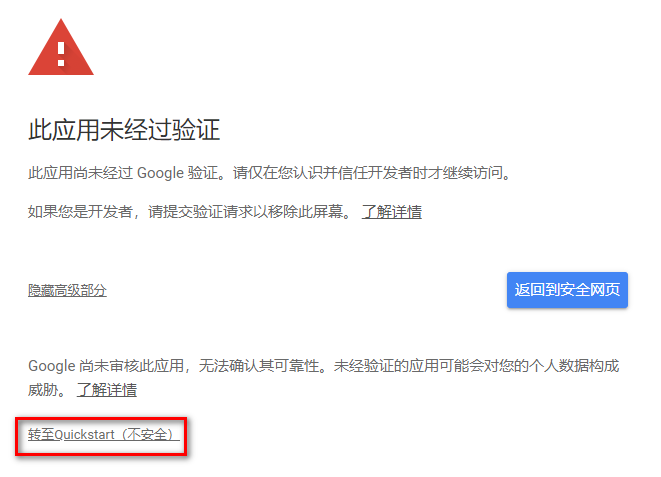 此应用未经过验证
此应用尚未经过 Google 验证。请仅在您认识并信任开发者时才继续访问。
如果您是开发者，请提交验证请求以移除此屏幕。 了解详情
隐藏高级部分
返回到安全网页
Google 尚未审核此应用，无法确认其可靠性。未经验证的应用可能会对您的个人数据构成
威胁。 了解详情
转至Quickstart（不安全）